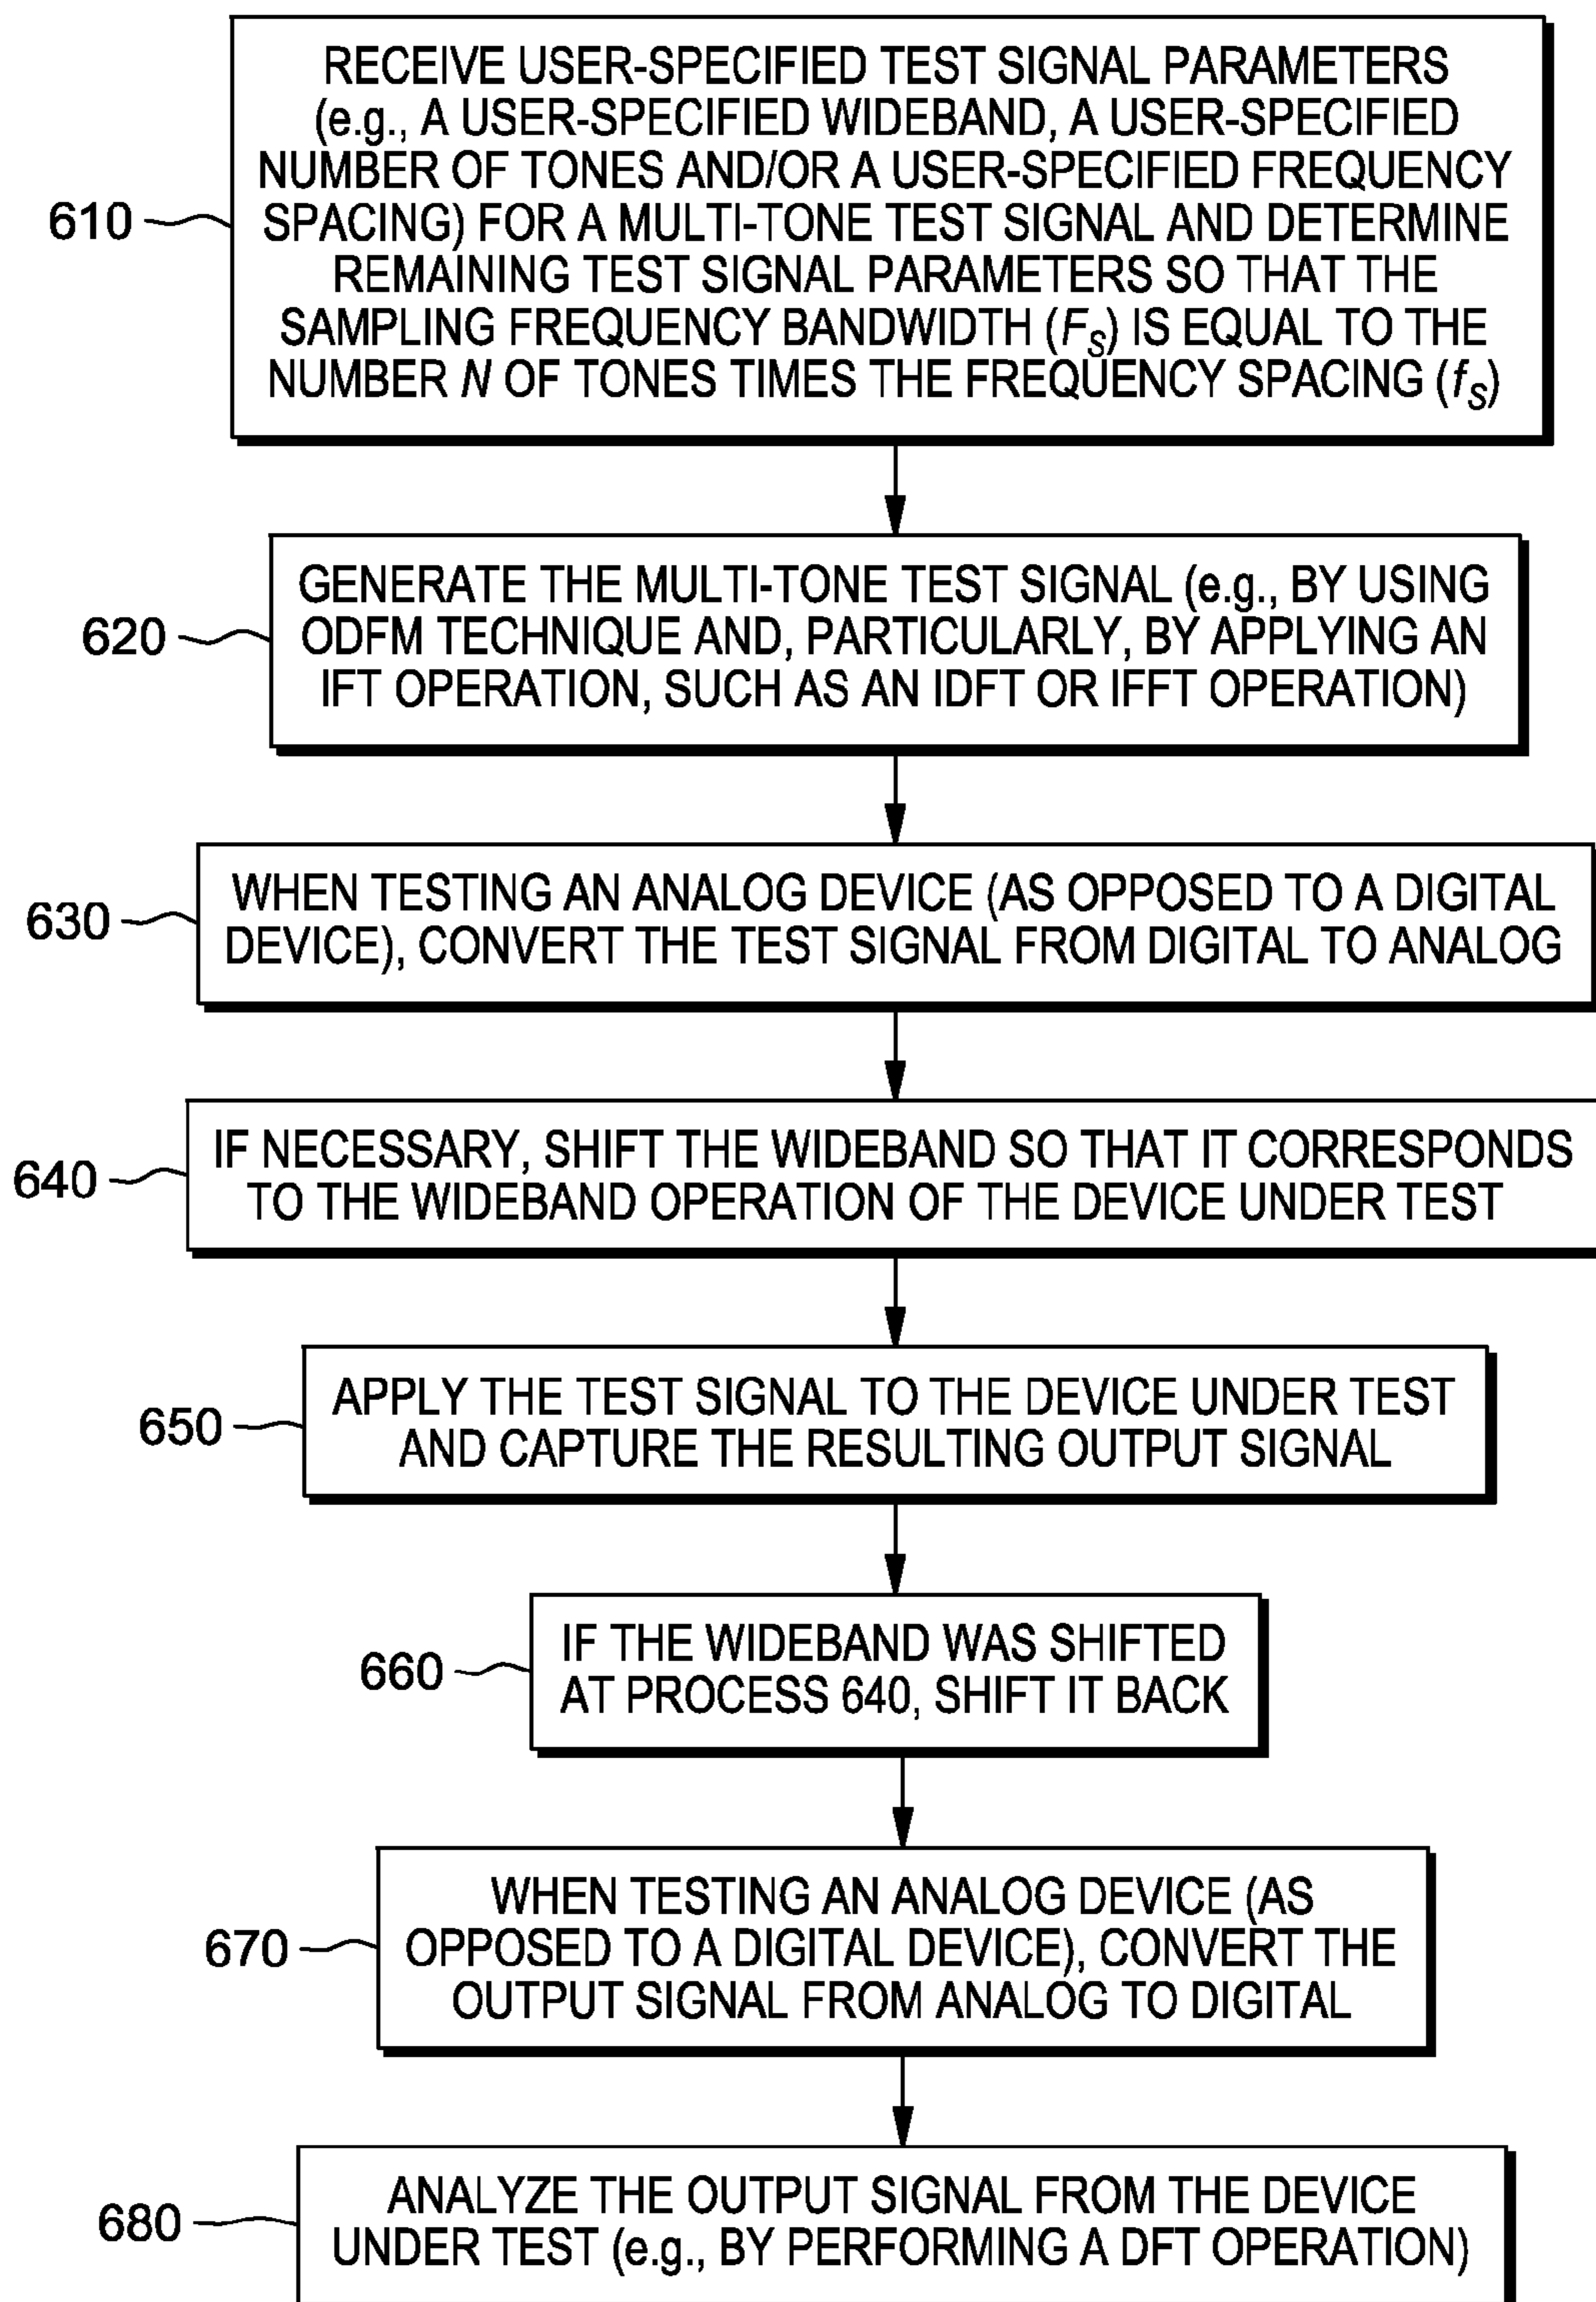 RECEIVE USER-SPECIFIED TEST SIGNAL PARAMETERS
(e.g., A USER-SPECIFIED WIDEBAND, A USER-SPECIFIED
NUMBER OF TONES AND/OR A USER-SPECIFIED FREQUENCY
610
SPACING) FOR A MULTI-TONE TEST SIGNAL AND DETERMINE
REMAINING TEST SIGNAL PARAMETERS SO THAT THE
SAMPLING FREQUENCY BANDWIDTH (Fs) IS EQUAL TO THE
NUMBER N OF TONES TIMES THE FREQUENCY SPACING (fs)
620
GENERATE THE MULTI-TONE TEST SIGNAL (e.g., BY USING
ODFM TECHNIQUE AND, PARTICULARLY, BY APPLYING AN
IFT OPERATION, SUCH AS AN IDFT OR IFFT OPERATION)
630
WHEN TESTING AN ANALOG DEVICE (AS OPPOSED TO A DIGITAL
DEVICE), CONVERT THE TEST SIGNAL FROM DIGITAL TO ANALOG
640
IF NECESSARY, SHIFT THE WIDEBAND SO THAT IT CORRESPONDS
TO THE WIDEBAND OPERATION OF THE DEVICE UNDER TEST
650
APPLY THE TEST SIGNAL TO THE DEVICE UNDER TEST
AND CAPTURE THE RESULTING OUTPUT SIGNAL
660
IF THE WIDEBAND WAS SHIFTED
AT PROCESS 640, SHIFT IT BACK
670
WHEN TESTING AN ANALOG DEVICE (AS
OPPOSED TO A DIGITAL DEVICE), CONVERT THE
OUTPUT SIGNAL FROM ANALOG TO DIGITAL
680
ANALYZE THE OUTPUT SIGNAL FROM THE DEVICE
UNDER TEST (e.g., BY PERFORMING A DFT OPERATION)